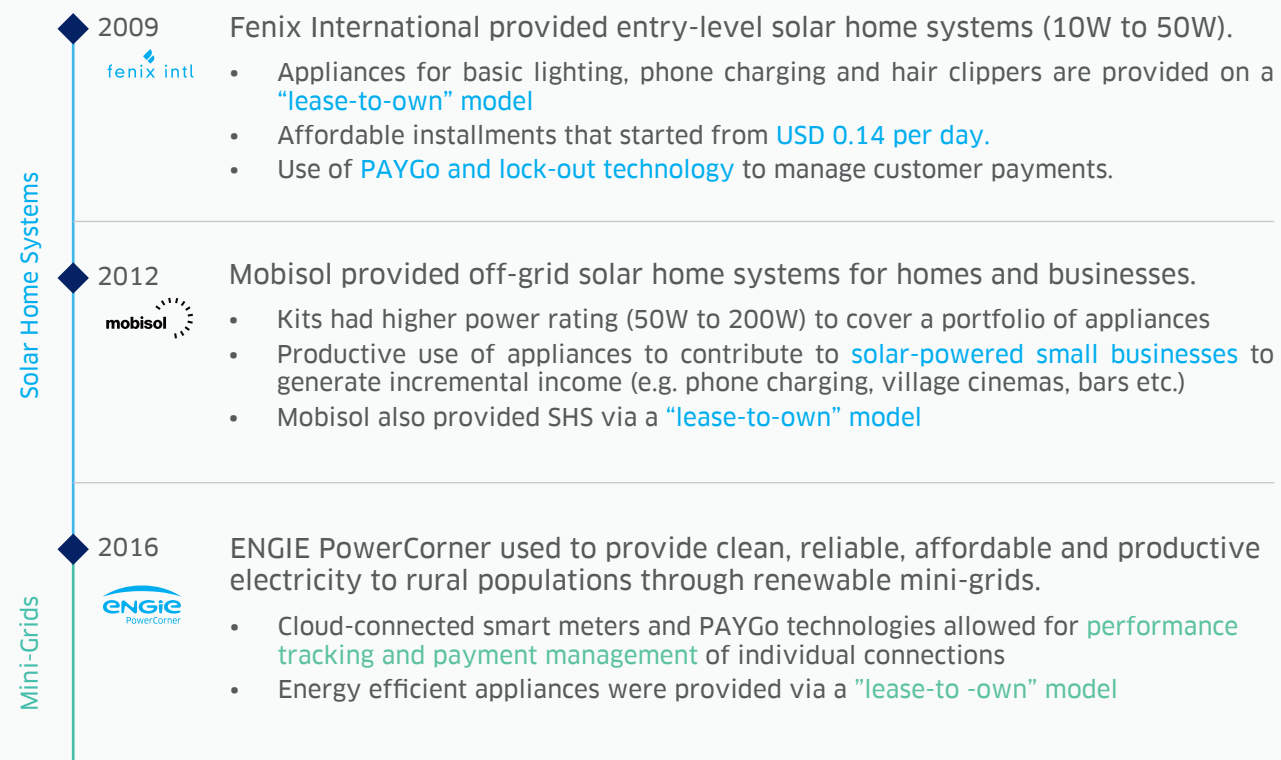 Solar Home Systems
2009
fenix intl
Fenix International provided entry-level solar home systems (10W to 50W).
• Appliances for basic lighting, phone charging and hair clippers are provided on a
“lease-to-own” model
• Affordable installments that started from USD 0.14 per day.
• Use of PAYGo and lock-out technology to manage customer payments.
2012
mobisol
Mobisol provided off-grid solar home systems for homes and businesses.
• Kits had higher power rating (50W to 200W) to cover a portfolio of appliances
• Productive use of appliances to contribute to solar-powered small businesses to
generate incremental income (e.g. phone charging, village cinemas, bars etc.)
• Mobisol also provided SHS via a “lease-to-own” model
Mini-Grids
2016
ENGIE
PowerCorner
ENGIE PowerCorner used to provide clean, reliable, affordable and productive
electricity to rural populations through renewable mini-grids.
• Cloud-connected smart meters and PAYGo technologies allowed for performance
tracking and payment management of individual connections
• Energy efficient appliances were provided via a ”lease-to -own” model